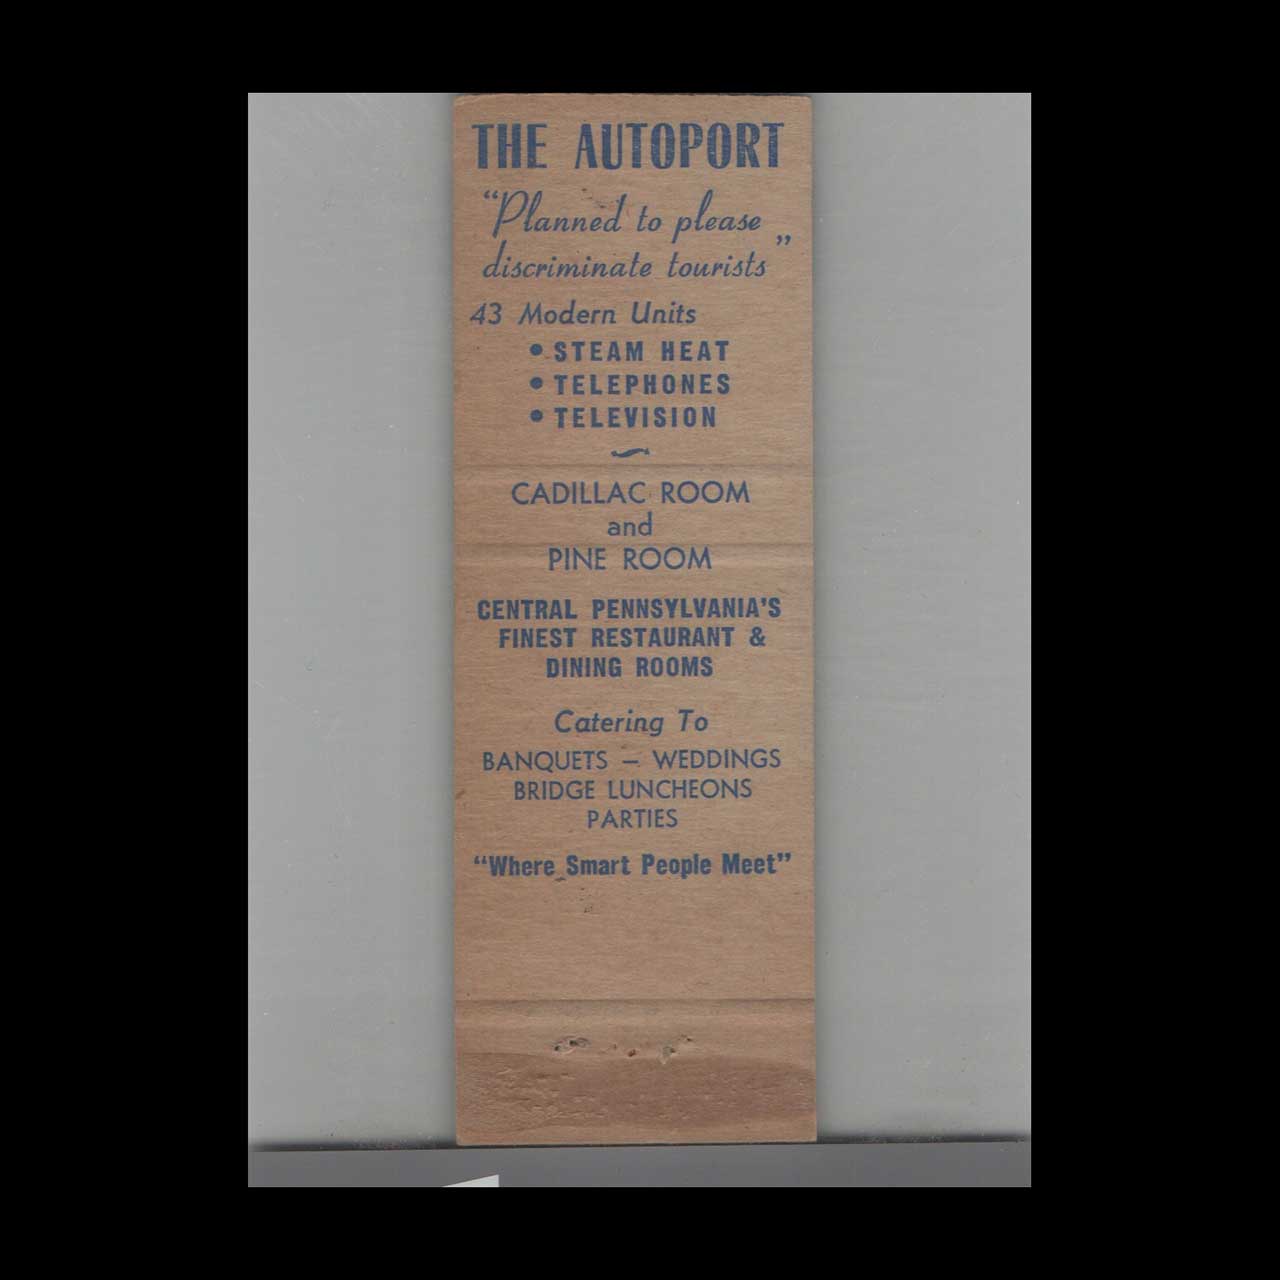 THE AUTOPORT
"Planned to please
discriminate tourists"
43 Modern Units
• STEAM HEAT
• TELEPHONES
• TELEVISION
CADILLAC ROOM
and
PINE ROOM
CENTRAL PENNSYLVANIA'S
FINEST RESTAURANT &
DINING ROOMS
Catering To
BANQUETS – WEDDINGS
BRIDGE LUNCHEONS
PARTIES
"Where Smart People Meet"